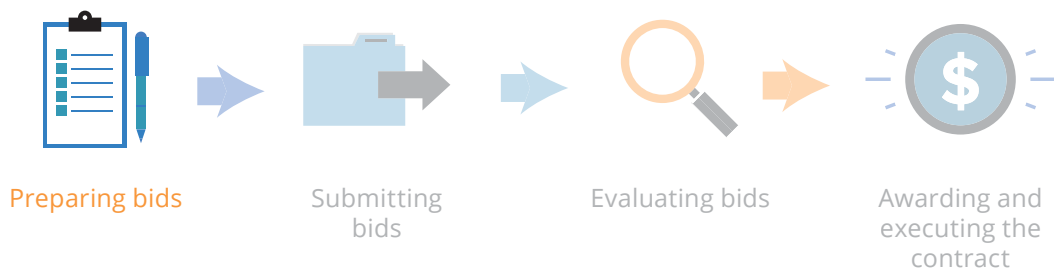 $
Preparing bids
Submitting
bids
Evaluating bids
Awarding and
executing the
contract